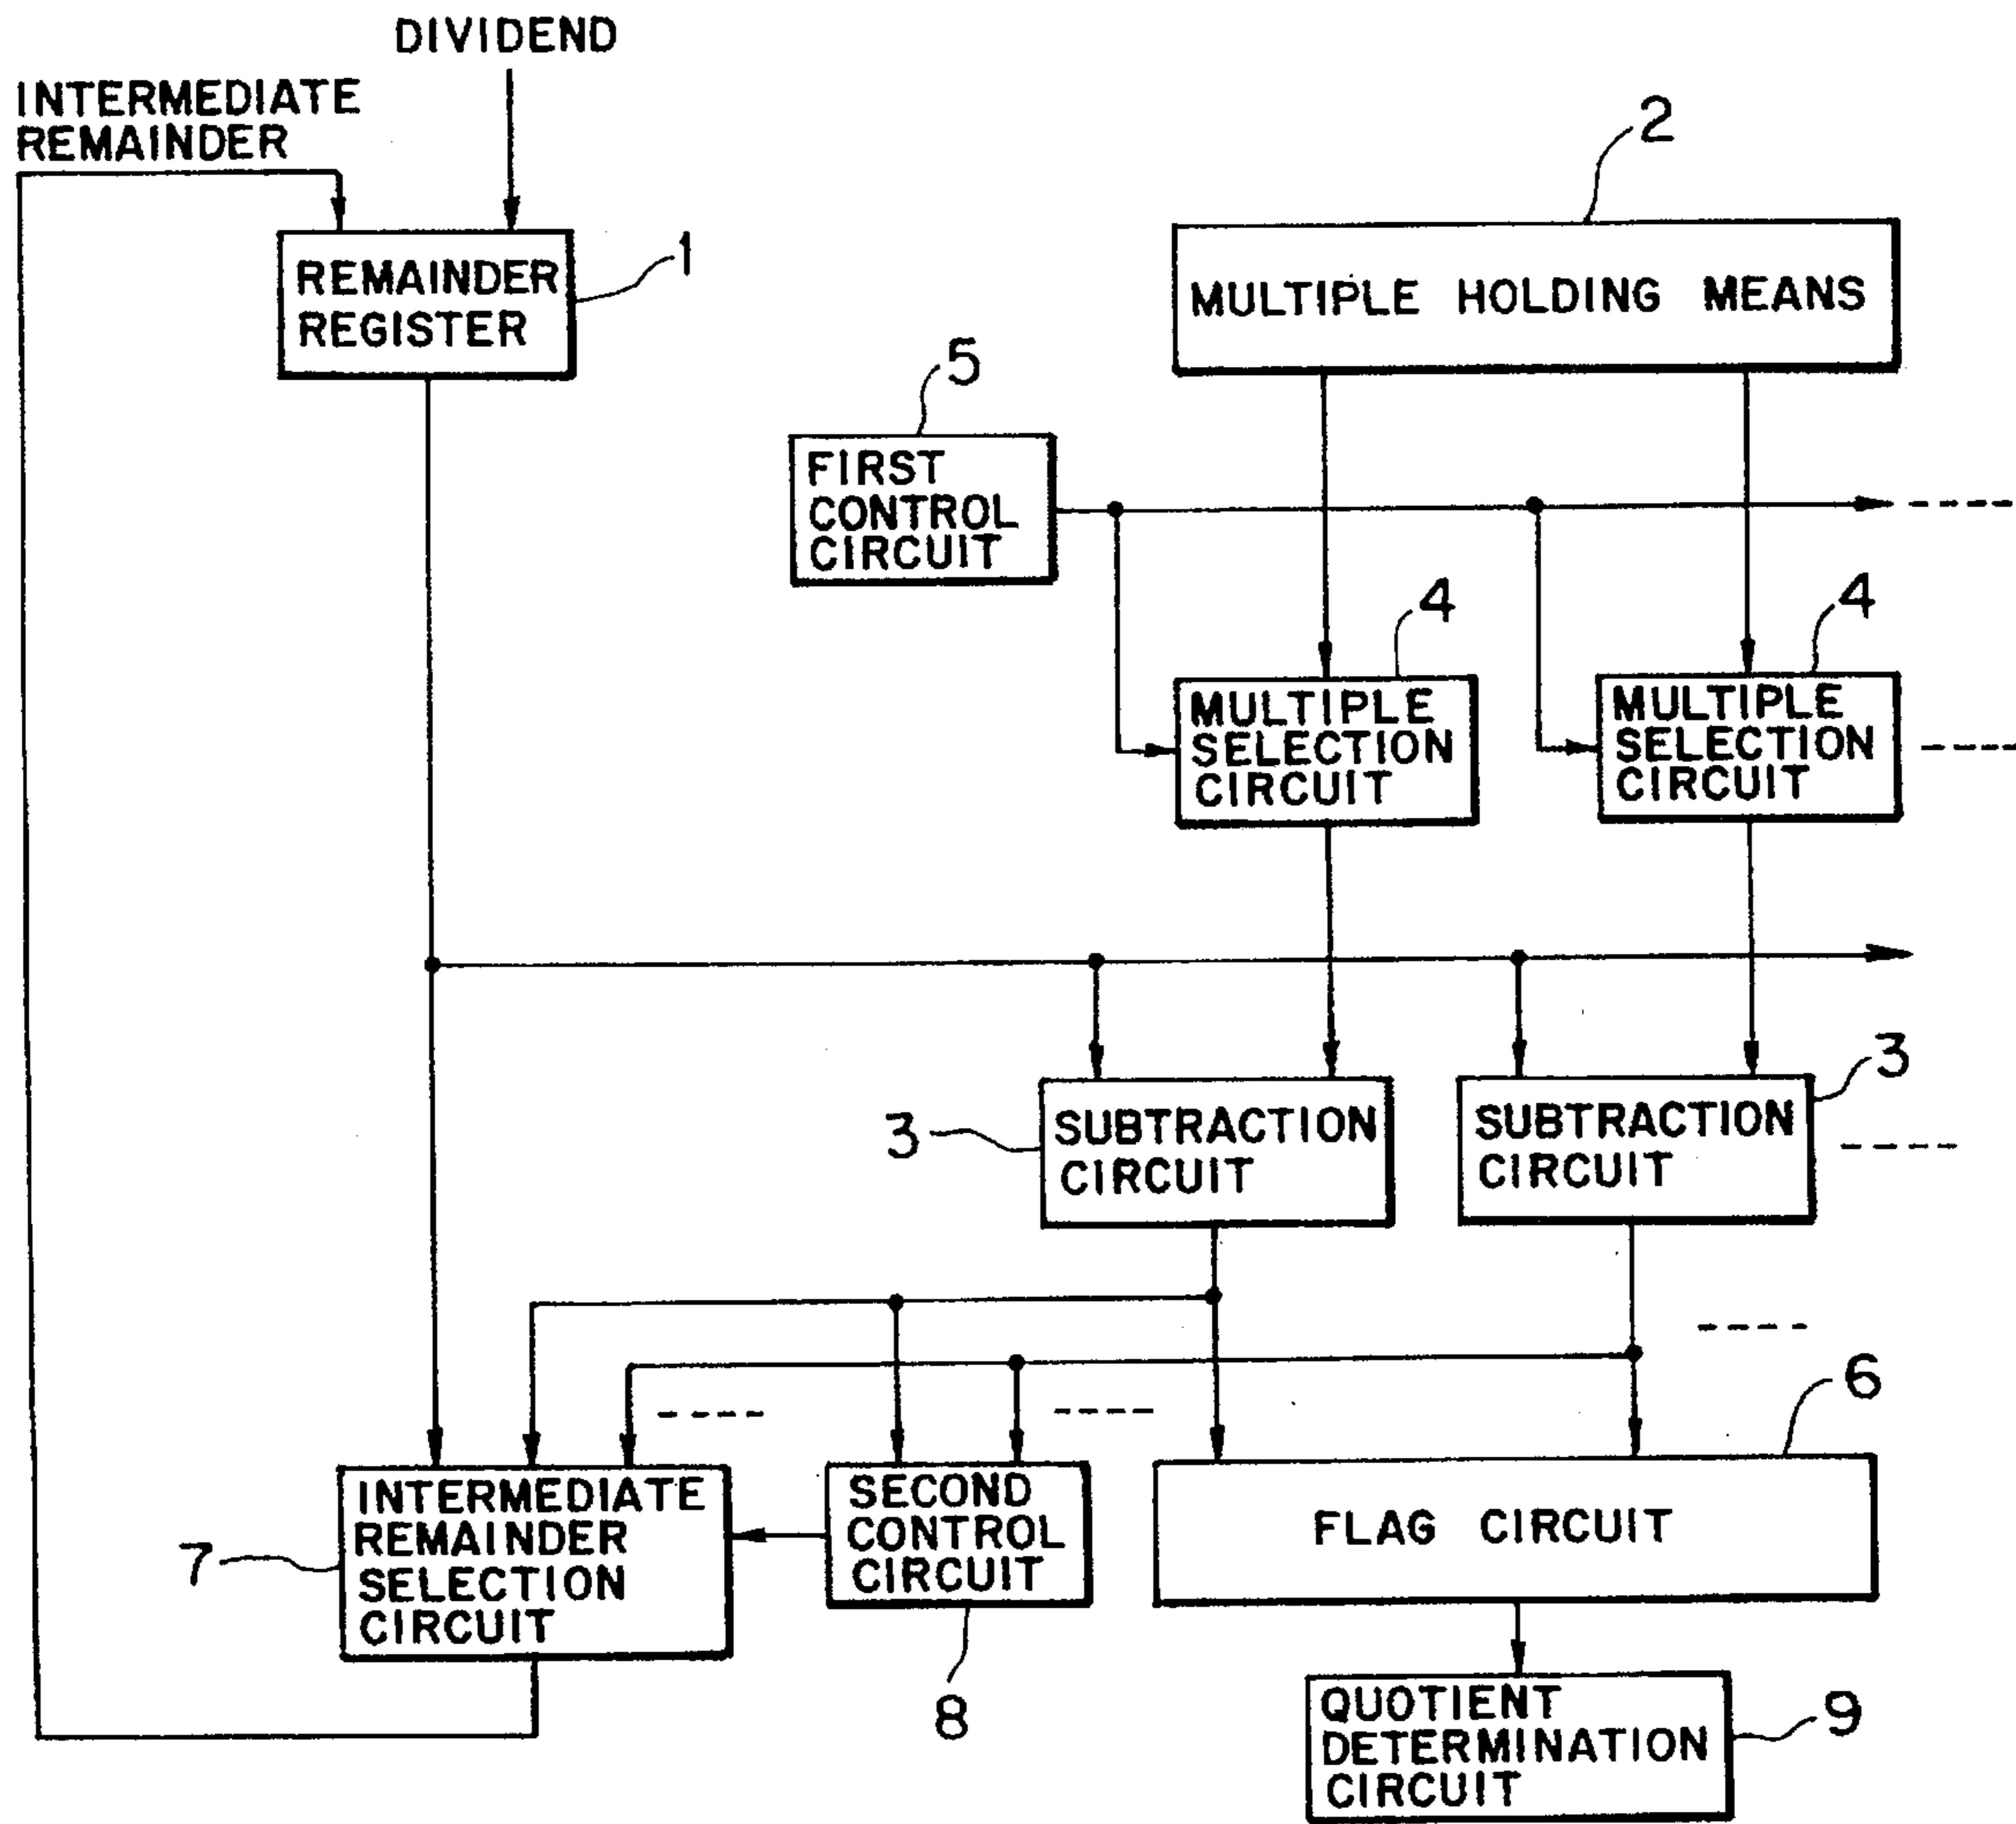 DIVIDEND
INTERMEDIATE
REMAINDER
2
REMAINDER
REGISTER
1
MULTIPLE HOLDING MEANS
5
FIRST
CONTROL
CIRCUIT
4
MULTIPLE
SELECTION
CIRCUIT
4
MULTIPLE
SELECTION
CIRCUIT
3
SUBTRACTION
CIRCUIT
3
SUBTRACTION
CIRCUIT
6
7
INTERMEDIATE
REMAINDER
SELECTION
CIRCUIT
SECOND
CONTROL
CIRCUIT
8
FLAG CIRCUIT
QUOTIENT
DETERMINATION
CIRCUIT
9